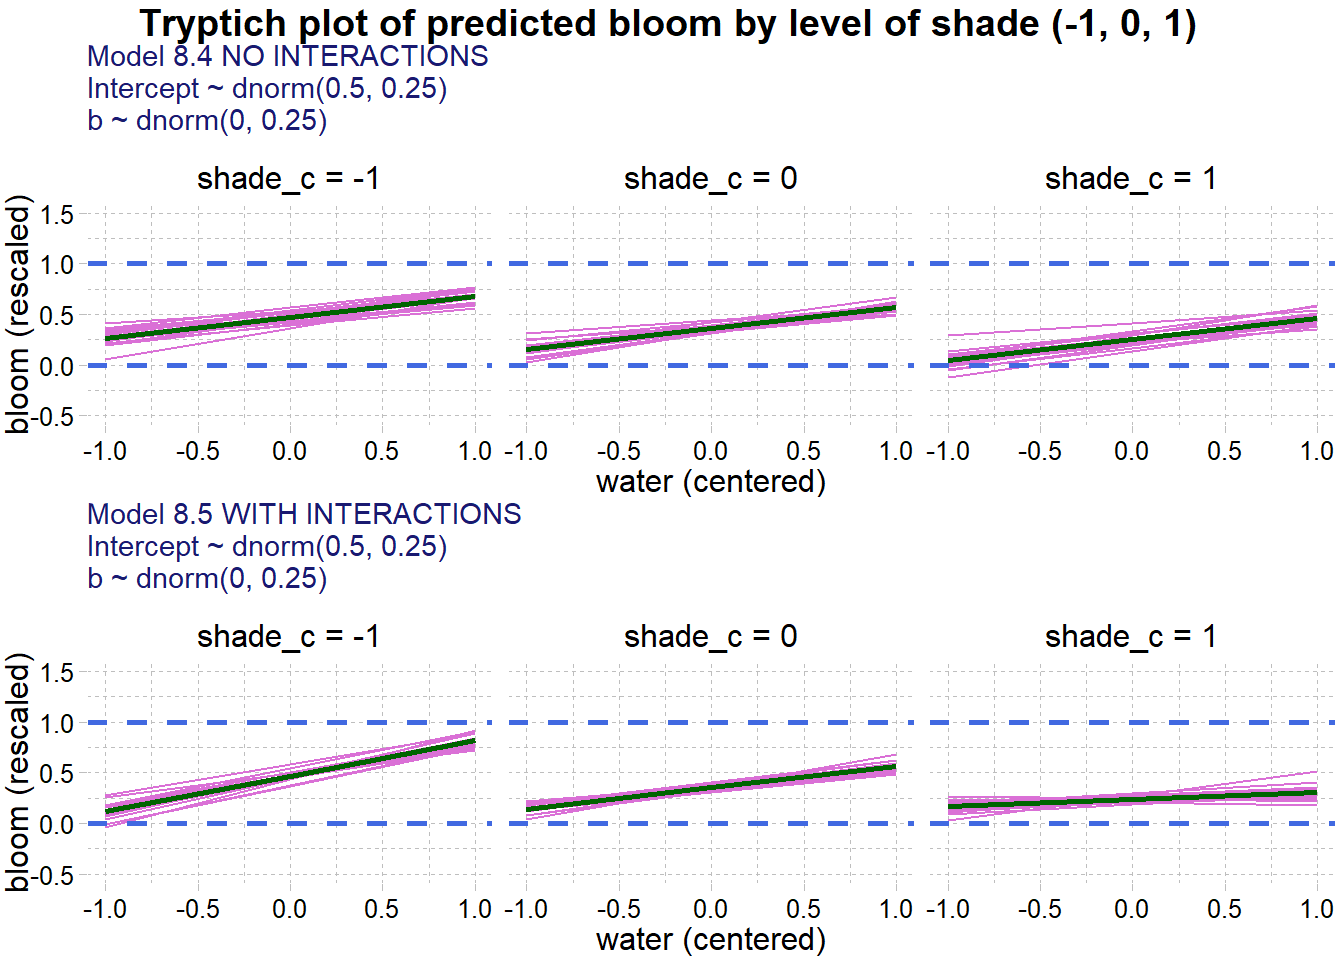 Tryptich plot of predicted bloom by level of shade (-1, 0, 1)
Model 8.4 NO INTERACTIONS
Intercept ~ dnorm(0.5, 0.25)
b ~ dnorm(0, 0.25)
shade_c = -1
shade_c = 0
shade_c = 1
bloom (rescaled)
1.5
1.0
0.5
0.0
-0.5
-1.0 -0.5 0.0 0.5 1.0
-1.0 -0.5 0.0 0.5 1.0
-1.0 -0.5 0.0 0.5 1.0
water (centered)
Model 8.5 WITH INTERACTIONS
Intercept ~ dnorm(0.5, 0.25)
b ~ dnorm(0, 0.25)
shade_c = -1
shade_c = 0
shade_c = 1
bloom (rescaled)
1.5
1.0
0.5
0.0
-0.5
-1.0 -0.5 0.0 0.5 1.0
-1.0 -0.5 0.0 0.5 1.0
-1.0 -0.5 0.0 0.5 1.0
water (centered)